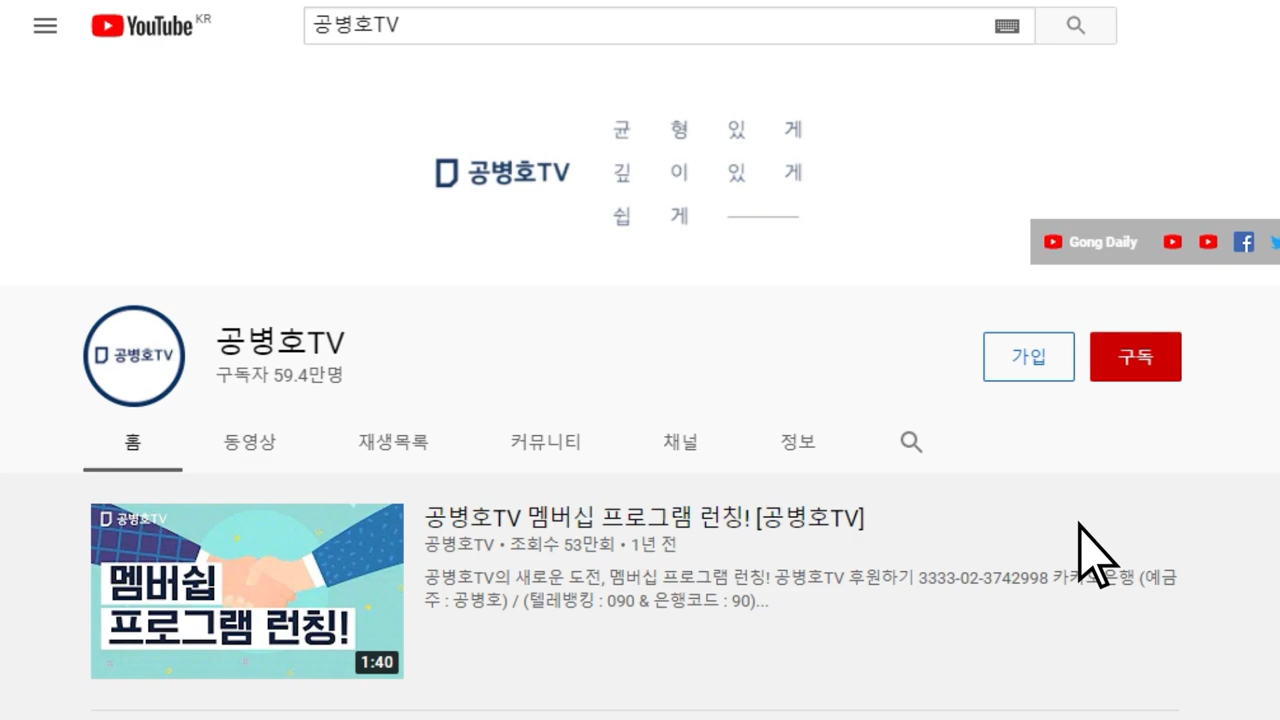 YouTube KR
공병호TV
균 형 있 게
공병호TV
깊 이 있 게
쉽 게
Gong Daily
공병호TV
공병호TV
구독자 59.4만명
가입
구독
홈
동영상
재생목록
커뮤니티
채널
정보
공병호TV
멤버쉽
프로그램 런칭!
1:40
공병호TV 멤버십 프로그램 런칭! [공병호TV]
공병호TV • 조회수 53만회 • 1년 전
공병호TV의 새로운 도전, 멤버십 프로그램 런칭! 공병호TV 후원하기 3333-02-3742998 카카오은행 (예금
주 : 공병호) / (텔레뱅킹 : 090 & 은행코드 : 90)...